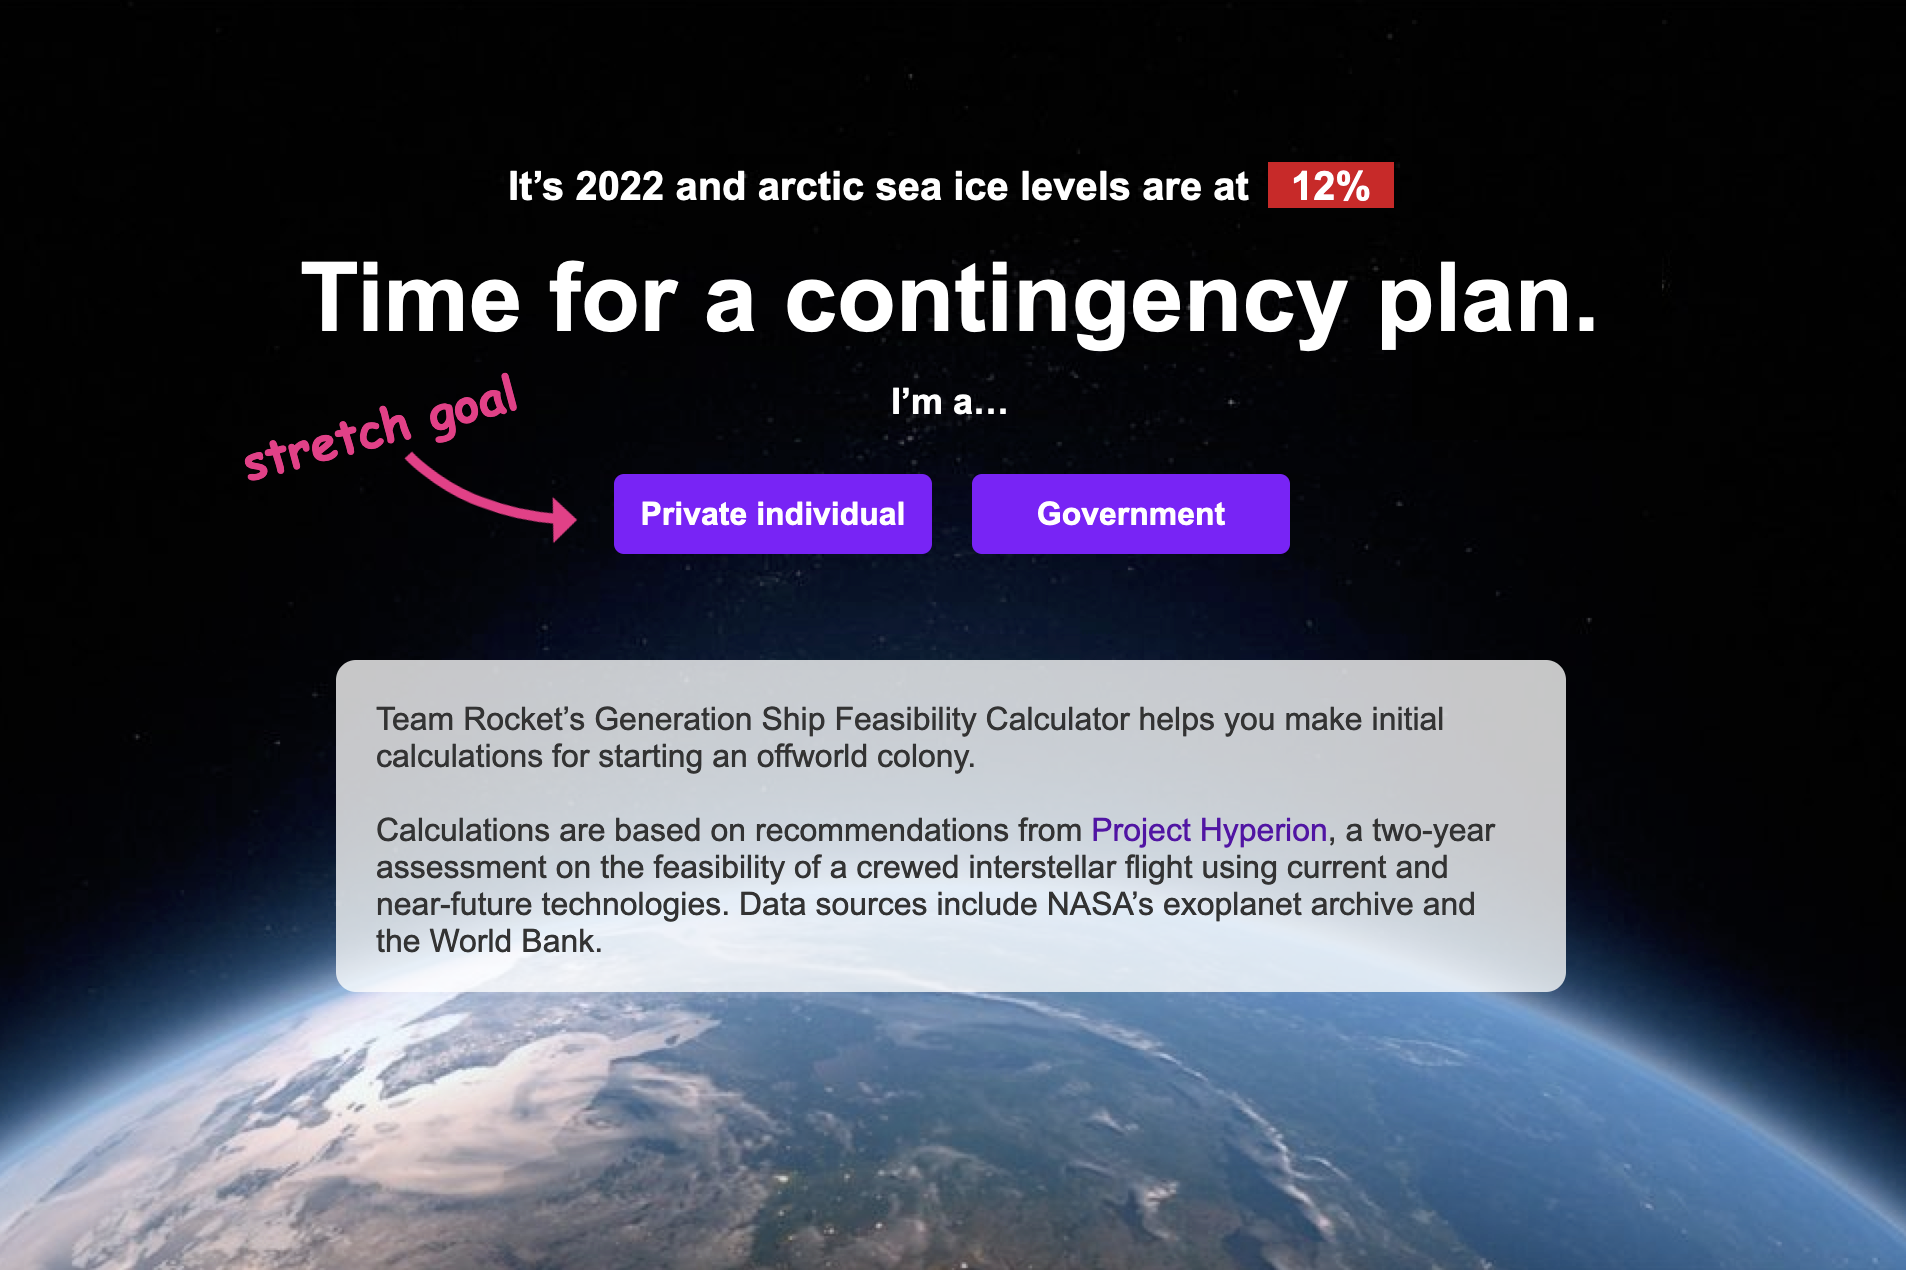 It’s 2022 and arctic sea ice levels are at 12%
Time for a contingency plan.
I’m a…
stretch goal
Private individual
Government
Team Rocket’s Generation Ship Feasibility Calculator helps you make initial
calculations for starting an offworld colony.
Calculations are based on recommendations from Project Hyperion, a two-year
assessment on the feasibility of a crewed interstellar flight using current and
near-future technologies. Data sources include NASA’s exoplanet archive and
the World Bank.